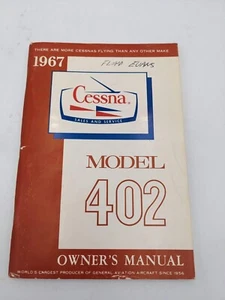 THERE ARE MORE CESSNAS FLYING THAN ANY OTHER MAKE
1967
Cessna
SALES AND SERVICE
MODEL
402
OWNER'S MANUAL
WORLD'S LARGEST PRODUCER OF GENERAL AVIATION AIRCRAFT SINCE 1956